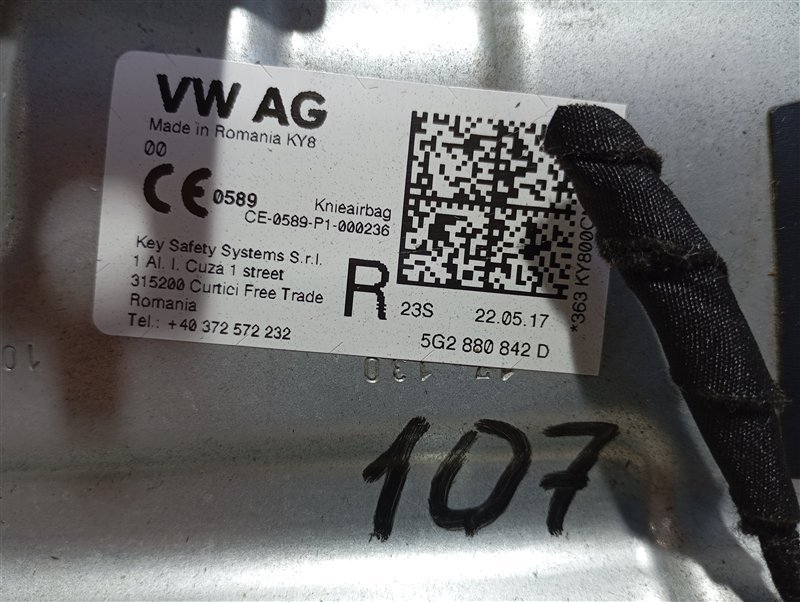 VW AG
Made in Romania KY8
00
CE 0589
Knieairbag
CE-0589-P1-000236
Key Safety Systems S.r.l.
1 Al. I. Cuza 1 street
315200 Curtici Free Trade
Romania
Tel.: +40 372 572 232
R
23S 22.05.17
5G2 880 842 D
*363 KY800C
107